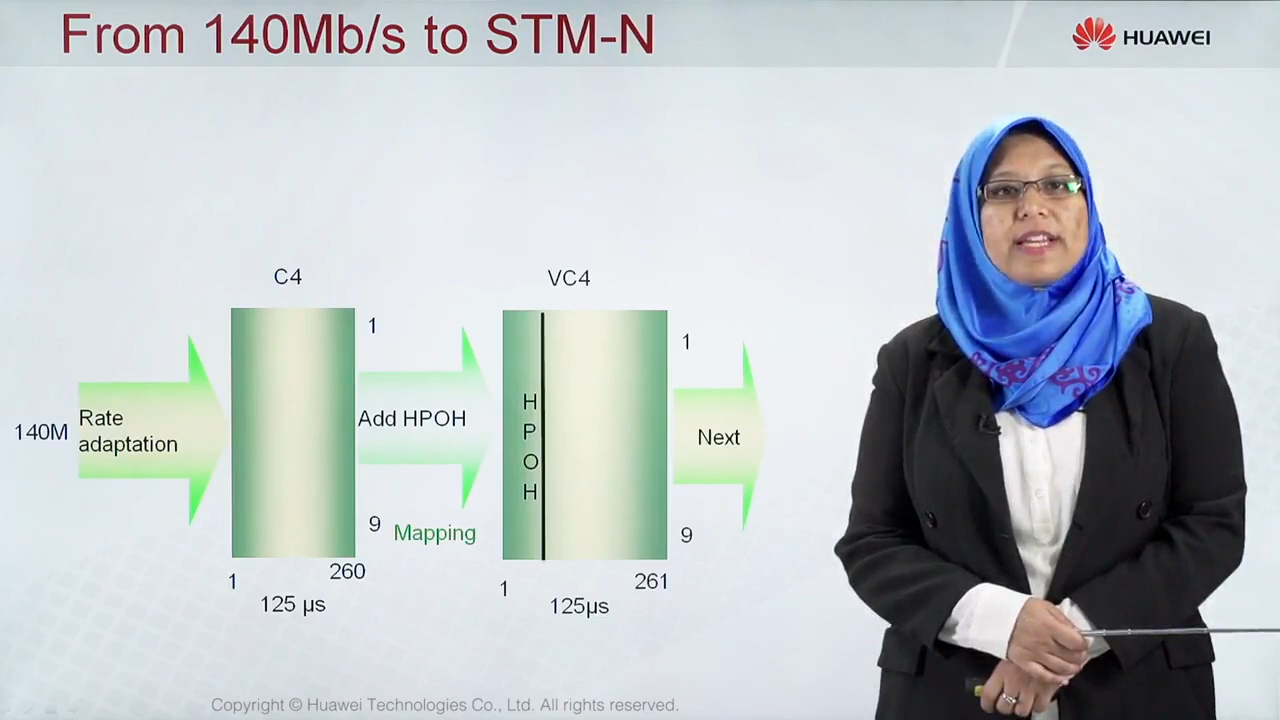 From 140Mb/s to STM-N
HUAWEI
C4
VC4
1
1
140M
Rate
adaptation
Add HPOH
H
P
O
H
Next
9
Mapping
9
1
260
125 μs
1
261
125μs
Copyright © Huawei Technologies Co., Ltd. All rights reserved.